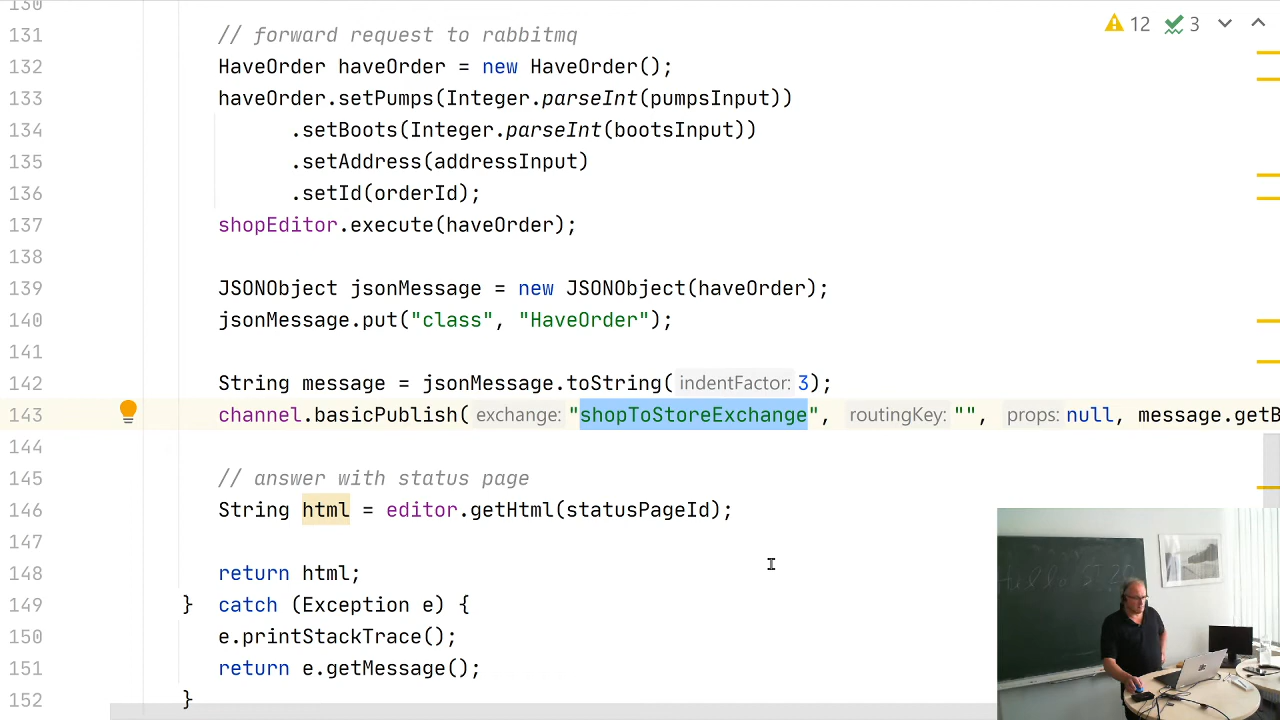 130
12 3
131 // forward request to rabbitmq
132 HaveOrder haveOrder = new HaveOrder();
133 haveOrder.setPumps(Integer.parseInt(pumpsInput))
134 .setBoots(Integer.parseInt(bootsInput))
135 .setAddress(addressInput)
136 .setId(orderId);
137 shopEditor.execute(haveOrder);
138
139 JSONObject jsonMessage = new JSONObject(haveOrder);
140 jsonMessage.put("class", "HaveOrder");
141
142 String message = jsonMessage.toString( indentFactor: 3);
143 channel.basicPublish( exchange: "shopToStoreExchange", routingKey: "", props: null, message.getB
144
145 // answer with status page
146 String html = editor.getHtml(statusPageId);
147
148 return html;
149 } catch (Exception e) {
150 e.printStackTrace();
151 return e.getMessage();
152 }
Hello